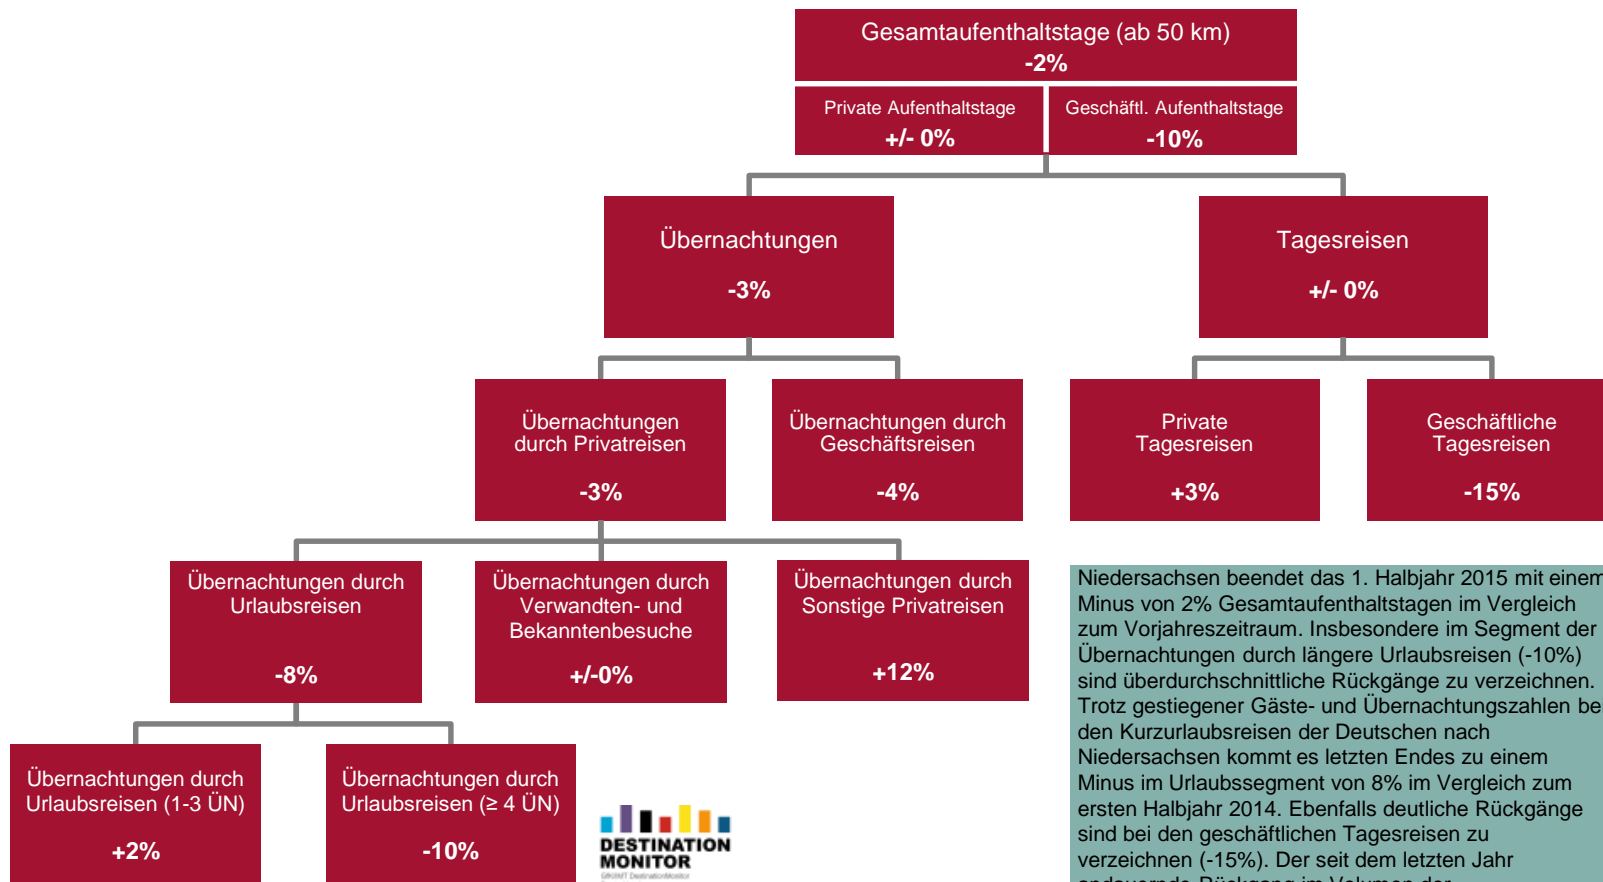 Gesamtaufenthaltstage (ab 50 km)
-2%
Private Aufenthaltstage
+/- 0%
Geschäftl. Aufenthaltstage
-10%
Übernachtungen
-3%
Tagesreisen
+/- 0%
Übernachtungen
durch Privatreisen
-3%
Übernachtungen durch
Geschäftsreisen
-4%
Private
Tagesreisen
+3%
Geschäftliche
Tagesreisen
-15%
Übernachtungen durch
Urlaubsreisen
-8%
Übernachtungen durch
Verwandten- und
Bekanntenbesuche
+/-0%
Übernachtungen durch
Sonstige Privatreisen
+12%
Übernachtungen durch
Urlaubsreisen (1-3 ÜN)
+2%
Übernachtungen durch
Urlaubsreisen (≥ 4 ÜN)
-10%
DESTINATION
MONITOR
Niedersachsen beendet das 1. Halbjahr 2015 mit einem
Minus von 2% Gesamtaufenthaltstagen im Vergleich
zum Vorjahreszeitraum. Insbesondere im Segment der
Übernachtungen durch längere Urlaubsreisen (-10%)
sind überdurchschnittliche Rückgänge zu verzeichnen.
Trotz gestiegener Gäste- und Übernachtungszahlen be
den Kurzurlaubsreisen der Deutschen nach
Niedersachsen kommt es letzten Endes zu einem
Minus im Urlaubssegment von 8% im Vergleich zum
ersten Halbjahr 2014. Ebenfalls deutliche Rückgänge
sind bei den geschäftlichen Tagesreisen zu
verzeichnen (-15%). Der seit dem letzten Jahr
andauernde Rückgang im Volumen der